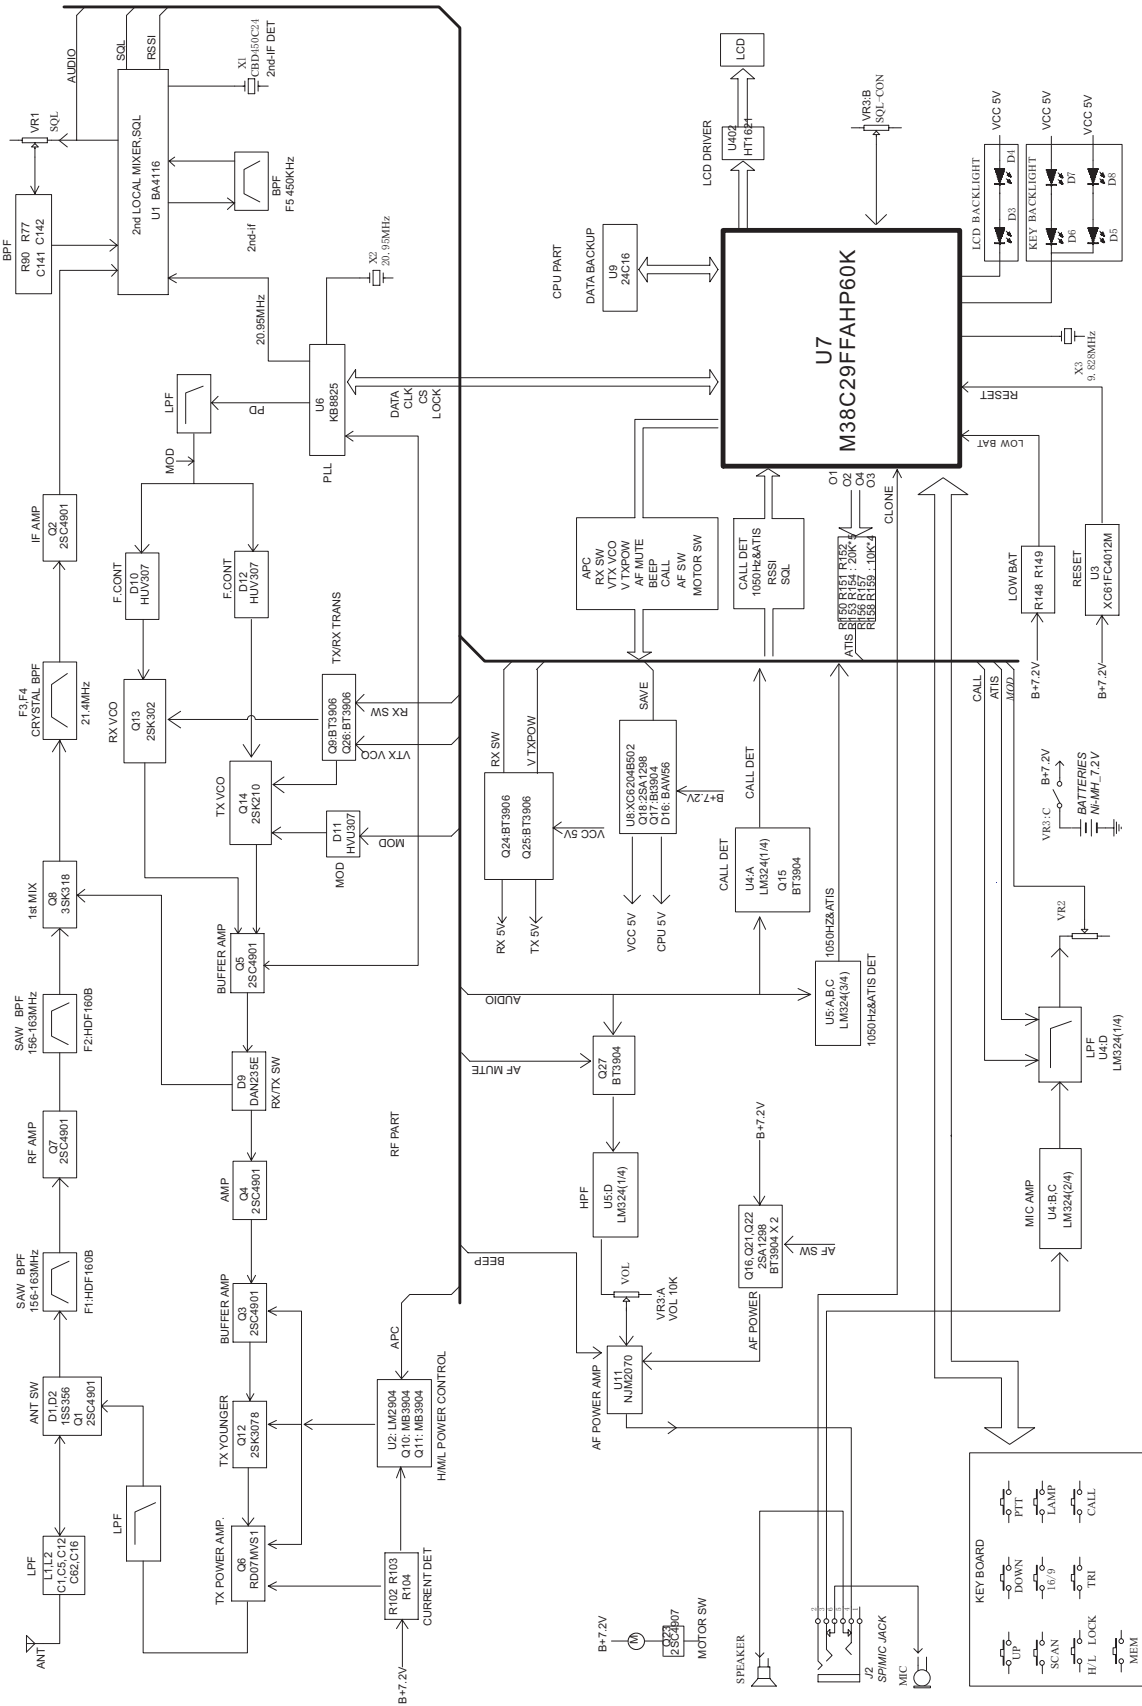 ANT
LPF
L1,L2
C1,C5,C12
C62,C16
ANT SW
D1,D2
1SS356
Q1
2SC4901
SAW BPF
156-163MHz
F1:HDF160B
RF AMP
Q7
2SC4901
SAW BPF
156-163MHz
F2:HDF160B
1st MIX
Q8
3SK318
F3,F4
CRYSTAL BPF
21.4MHz
IF AMP
Q2
2SC4901
BPF
R90 R77
C141 C142
VR1
SQL
AUDIO
SQL
RSSI
2nd LOCAL MIXER,SQL
U1 BA4116
X1
CBD450C24
2nd-IF DET
2nd-if
BPF
F5 450KHz
X2
20.95MHz
20.95MHz
LPF
TX POWER AMP.
Q6
RD07MVS1
TX YOUNGER
Q12
2SK3078
BUFFER AMP
Q3
2SC4901
AMP
Q4
2SC4901
D9
DAN235E
RX/TX SW
BUFFER AMP
Q5
2SC4901
RX VCO
Q13
2SK302
TX VCO
Q14
2SK210
F.CONT
D10
HUV307
F.CONT
D12
HUV307
MOD
LPF
PD
U6
KB8825
PLL
DATA
CLK
CS
LOCK
TX/RX TRANS
Q9:BT3906
Q26:BT3906
RX SW
VTX VCO
D11
HVU307
MOD
MOD
B+7.2V
R102 R103
R104
CURRENT DET
U2: LM2904
Q10: MB3904
Q11: MB3904
H/M/L POWER CONTROL
APC
RF PART
RX SW
V TXPOW
Q24:BT3906
Q25:BT3906
VCC 5V
RX 5V
TX 5V
SAVE
U8:XC6204B502
Q18:2SA1298
Q17:Bt3904
D16: BAW56
B+7.2V
VCC 5V
CPU 5V
APC
RX SW
VTX VCO
V TXPOW
AF MUTE
BEEP
CALL
AF SW
MOTOR SW
CALL DET
1050Hz&ATIS
RSSI
SQL
ATIS
R150 R151 R152
R153 R154 : 20K*5
R156 R157
R158 R159 : 10K*4
O1
O2
O4
O3
CPU PART
DATA BACKUP
U9
24C16
LCD DRIVER
U402
HT1621
LCD
VR3:B
SQL-CON
U7
M38C29FFAHP60K
LCD BACKLIGHT
D3
D4
VCC 5V
KEY BACKLIGHT
D6
D7
VCC 5V
D5
D8
VCC 5V
X3
9.828MHz
RESET
LOW BAT
CLONE
LOW BAT
R148 R149
B+7.2V
RESET
U3
XC61FC4012M
B+7.2V
CALL DET
CALL DET
U4:A
LM324(1/4)
Q15
BT3904
1050HZ&ATIS
U5:A,B,C
LM324(3/4)
1050Hz&ATIS DET
AUDIO
AF MUTE
Q27
BT3904
HPF
U5:D
LM324(1/4)
BEEP
VOL
VR3:A
VOL 10K
AF POWER AMP
U11
NJM2070
AF POWER
Q16,Q21,Q22
2SA1298
BT3904 X 2
B+7.2V
AF SW
CALL
ATIS
MOD
VR3:C
B+7.2V
BATTERIES
Ni-MH_7.2V
VR2
LPF
U4:D
LM324(1/4)
MIC AMP
U4:B,C
LM324(2/4)
B+7.2V
M
Q23
2SC4907
MOTOR SW
SPEAKER
J2
SP/MIC JACK
MIC
KEY BOARD
UP
DOWN
PTT
SCAN
16/9
LAMP
H/L LOCK
TRI
CALL
MEM